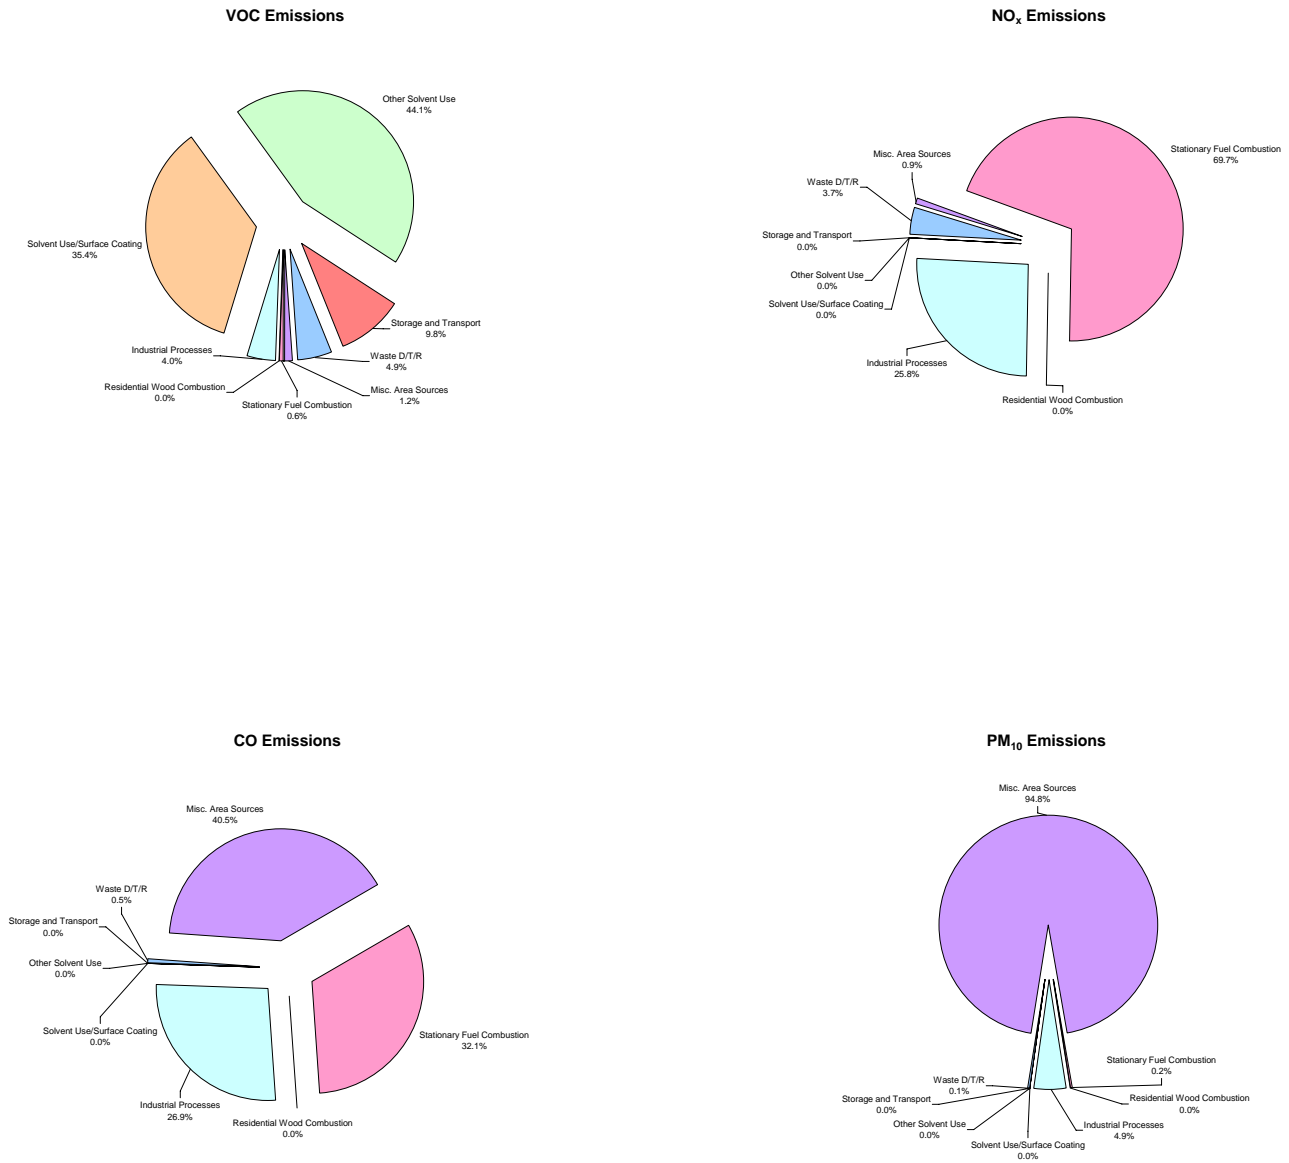 VOC Emissions
Other Solvent Use
44.1%
Solvent Use/Surface Coating
35.4%
Storage and Transport
9.8%
Industrial Processes
4.0%
Waste D/T/R
4.9%
Residential Wood Combustion
0.0%
Misc. Area Sources
1.2%
Stationary Fuel Combustion
0.6%
NOx Emissions
Stationary Fuel Combustion
69.7%
Misc. Area Sources
0.9%
Waste D/T/R
3.7%
Storage and Transport
0.0%
Other Solvent Use
0.0%
Solvent Use/Surface Coating
0.0%
Industrial Processes
25.8%
Residential Wood Combustion
0.0%
CO Emissions
Misc. Area Sources
40.5%
Waste D/T/R
0.5%
Storage and Transport
0.0%
Other Solvent Use
0.0%
Solvent Use/Surface Coating
0.0%
Stationary Fuel Combustion
32.1%
Industrial Processes
26.9%
Residential Wood Combustion
0.0%
PM10 Emissions
Misc. Area Sources
94.8%
Stationary Fuel Combustion
0.2%
Waste D/T/R
0.1%
Storage and Transport
0.0%
Residential Wood Combustion
0.0%
Other Solvent Use
0.0%
Industrial Processes
4.9%
Solvent Use/Surface Coating
0.0%